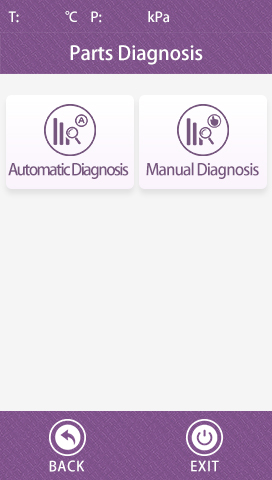 T: ℃ P: kPa
Parts Diagnosis
A
Automatic Diagnosis Manual Diagnosis
BACK EXIT